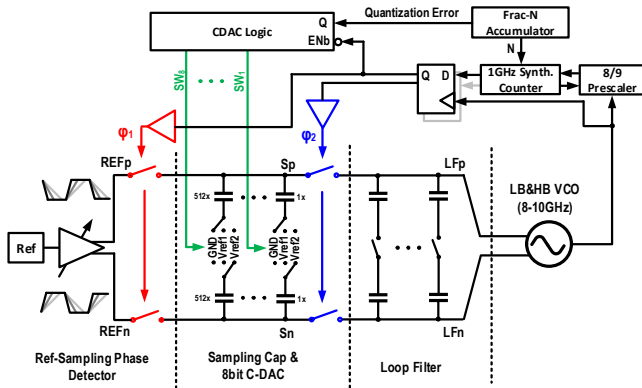 CDAC Logic
Q
ENb
Quantization Error
Frac-N
Accumulator
N
Q D
1GHz Synth.
Counter
8/9
Prescaler
SW9
SW1
φ1
φ2
REFp
Sp
LFp
LB&HB VCO
(8-10GHz)
512x
1x
GND
Vref1
Vref2
GND
Vref1
Vref2
Ref
512x
1x
REFn
Sn
LFn
Ref-Sampling Phase
Detector
Sampling Cap &
8bit C-DAC
Loop Filter